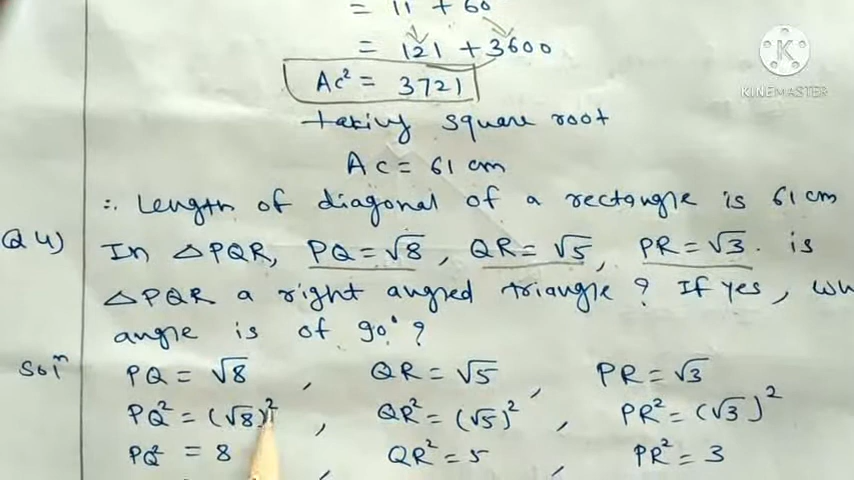 = 11 + 60
= 121 + 3600
AC² = 3721
KINEMASTER
taking square root
AC = 61 cm
∴ Length of diagonal of a rectangle is 61 cm
Q 4) In △PQR, PQ = √8, QR = √5, PR = √3. is
△PQR a right angled triangle? If yes, wh
angle is of 90°?
Solⁿ PQ = √8, QR = √5, PR = √3
PQ² = (√8)², QR² = (√5)², PR² = (√3)²
PQ² = 8, QR² = 5, PR² = 3